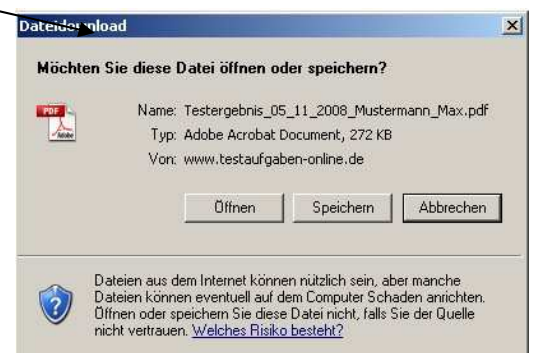 Dateidownload
Möchten Sie diese Datei öffnen oder speichern?
PDF
Adobe
Name: Testergebnis_05_11_2008_Mustermann_Max.pdf
Typ: Adobe Acrobat Document, 272 KB
Von: www.testaufgaben-online.de
Öffnen Speichern Abbrechen
Dateien aus dem Internet können nützlich sein, aber manche
Dateien können eventuell auf dem Computer Schaden anrichten.
Öffnen oder speichern Sie diese Datei nicht, falls Sie der Quelle
nicht vertrauen. Welches Risiko besteht?